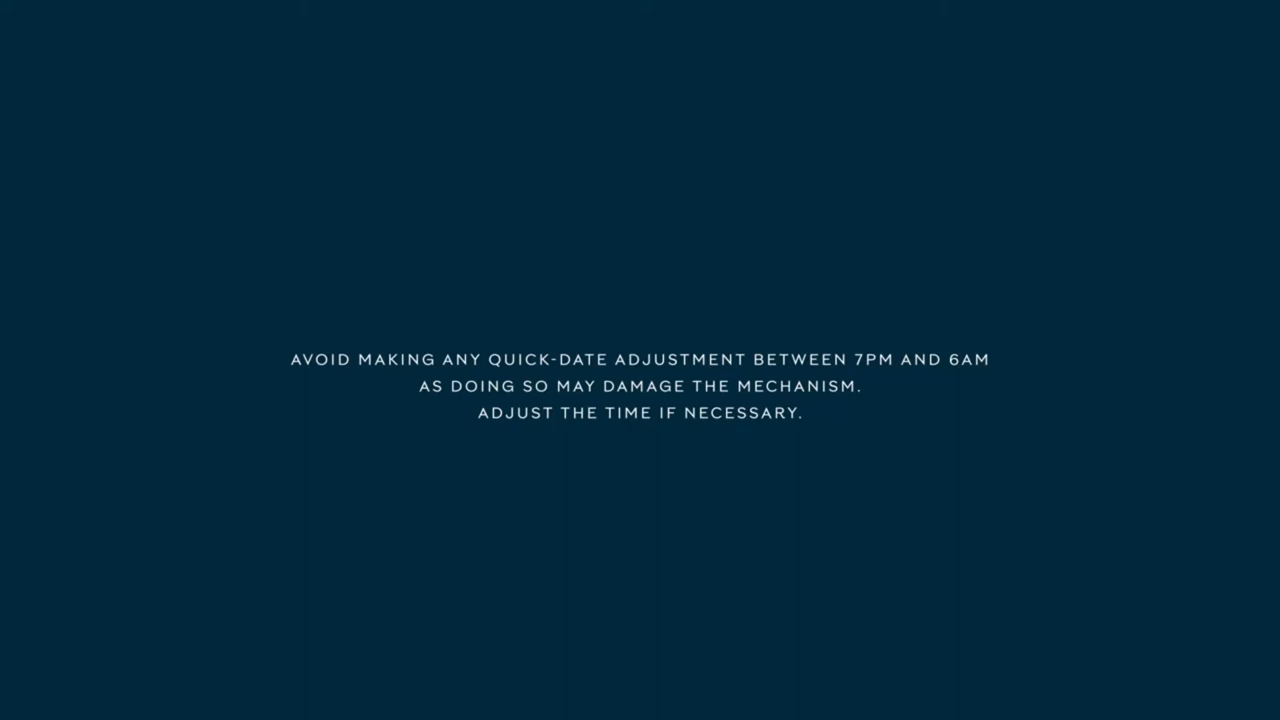 AVOID MAKING ANY QUICK-DATE ADJUSTMENT BETWEEN 7PM AND 6AM
AS DOING SO MAY DAMAGE THE MECHANISM.
ADJUST THE TIME IF NECESSARY.